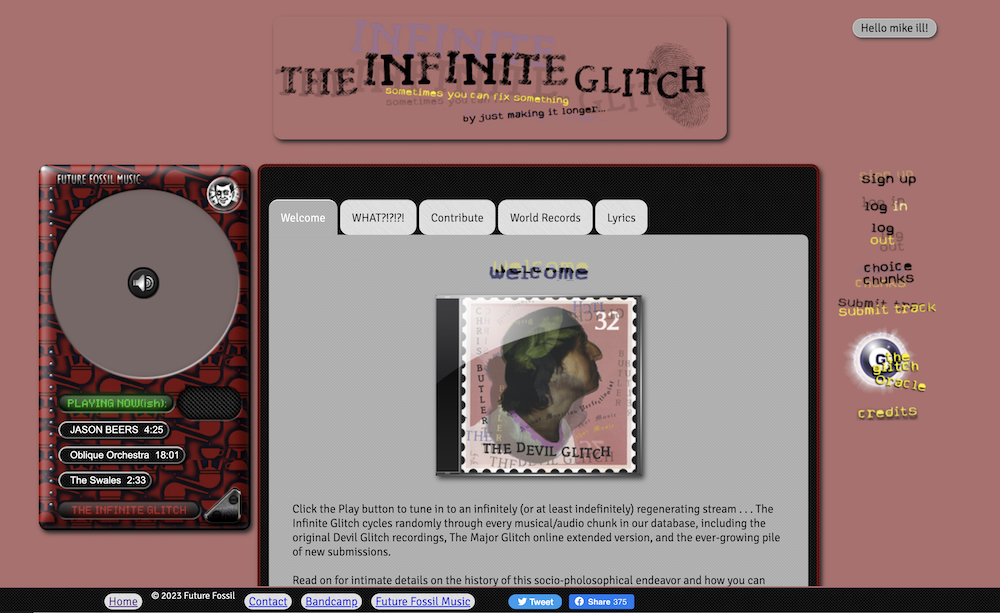 Hello mike ill!
INFINITE
THE INFINITE GLITCH
sometimes you can fix something
by just making it longer...
FUTURE FOSSIL MUSIC
PLAYING NOW(ish):
JASON BEERS 4:25
Oblique Orchestra 18:01
The Swales 2:33
THE INFINITE GLITCH
Welcome
WHAT?!?!?!
Contribute
World Records
Lyrics
welcome
32
CHRIS BUTLER
THE DEVIL GLITCH
Click the Play button to tune in to an infinitely (or at least indefinitely) regenerating stream . . . The
Infinite Glitch cycles randomly through every musical/audio chunk in our database, including the
original Devil Glitch recordings, The Major Glitch online extended version, and the ever-growing pile
of new submissions.
Read on for intimate details on the history of this socio-pholosophical endeavor and how you can
sign up
log in
log
out
choice
chunks
Submit track
G
the
glitch
Oracle
credits
Home
© 2023 Future Fossil
Contact
Bandcamp
Future Fossil Music
Tweet
Share 375